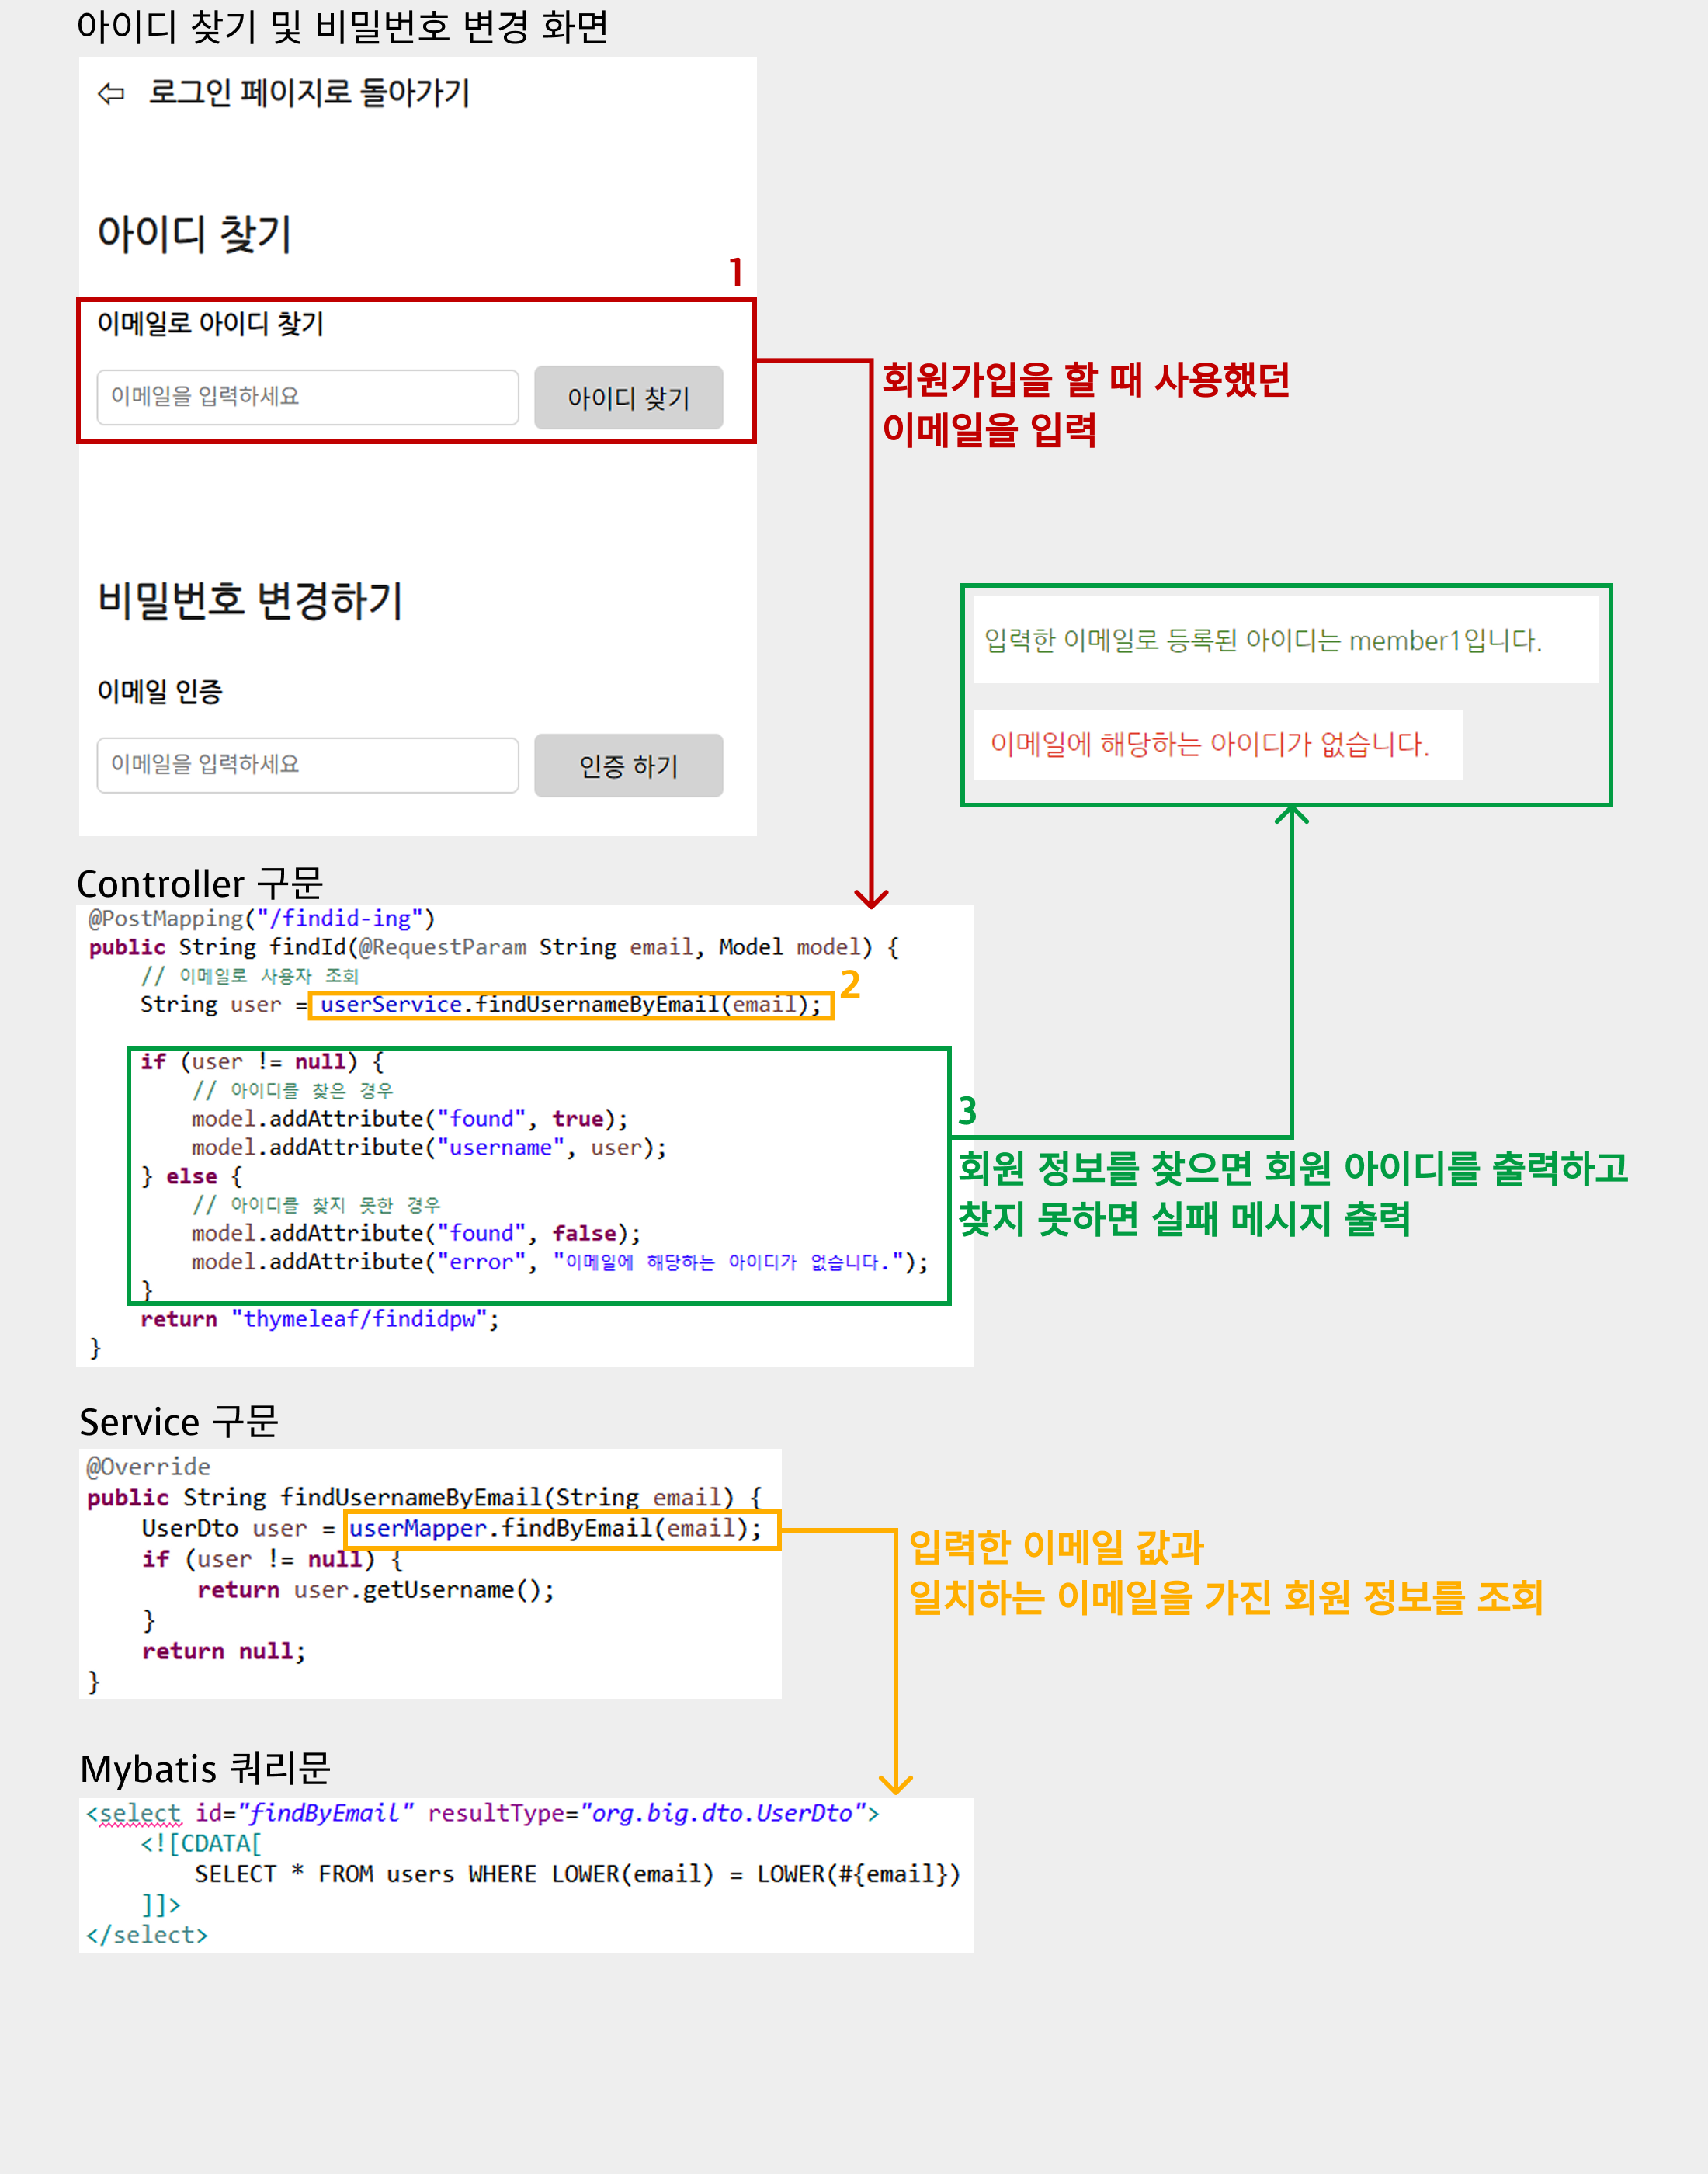 아이디 찾기 및 비밀번호 변경 화면
⇦ 로그인 페이지로 돌아가기
아이디 찾기
1
이메일로 아이디 찾기
이메일을 입력하세요
아이디 찾기
회원가입을 할 때 사용했던
이메일을 입력
비밀번호 변경하기
이메일 인증
이메일을 입력하세요
인증 하기
입력한 이메일로 등록된 아이디는 member1입니다.
이메일에 해당하는 아이디가 없습니다.
Controller 구문
@PostMapping("/findid-ing")
public String findId(@RequestParam String email, Model model) {
// 이메일로 사용자 조회
String user = userService.findUsernameByEmail(email);
2
if (user != null) {
// 아이디를 찾은 경우
model.addAttribute("found", true);
model.addAttribute("username", user);
} else {
// 아이디를 찾지 못한 경우
model.addAttribute("found", false);
model.addAttribute("error", "이메일에 해당하는 아이디가 없습니다.");
}
return "thymeleaf/findidpw";
}
3
회원 정보를 찾으면 회원 아이디를 출력하고
찾지 못하면 실패 메시지 출력
Service 구문
@Override
public String findUsernameByEmail(String email) {
UserDto user = userMapper.findByEmail(email);
if (user != null) {
return user.getUsername();
}
return null;
}
입력한 이메일 값과
일치하는 이메일을 가진 회원 정보를 조회
Mybatis 쿼리문
<select id="findByEmail" resultType="org.big.dto.UserDto">
<![CDATA[
SELECT * FROM users WHERE LOWER(email) = LOWER(#{email})
]]>
</select>